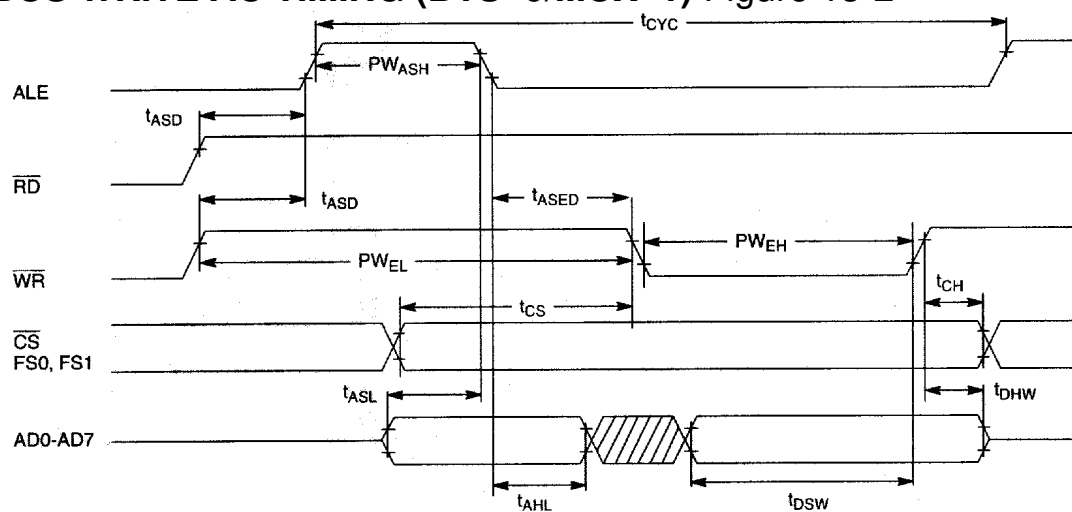 t_CYC
PW_ASH
ALE
t_ASD
RD
t_ASD
t_ASED
PW_EH
PW_EL
WR
t_CH
t_CS
CS
FS0, FS1
t_ASL
t_DHW
AD0-AD7
t_AHL
t_DSW